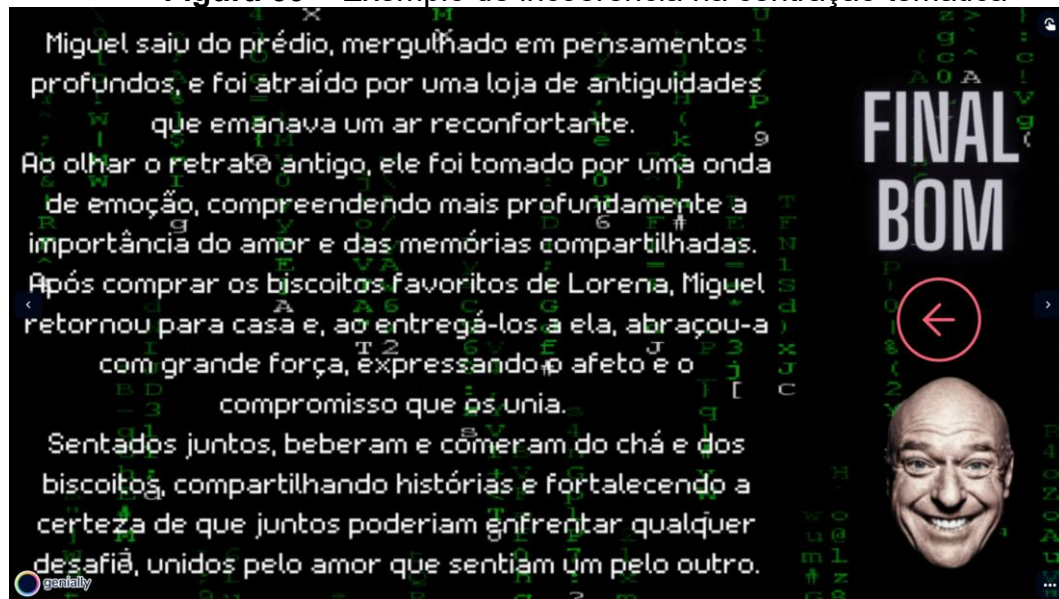 Miguel saiu do prédio, mergulhado em pensamentos
profundos, e foi atraído por uma loja de antiguidades
que emanava um ar reconfortante.
Ao olhar o retrato antigo, ele foi tomado por uma onda
de emoção, compreendendo mais profundamente a
importância do amor e das memórias compartilhadas.
Após comprar os biscoitos favoritos de Lorena, Miguel
retornou para casa e, ao entregá-los a ela, abraçou-a
com grande força, expressando o afeto e o
compromisso que os unia.
Sentados juntos, beberam e comeram do chá e dos
biscoitos, compartilhando histórias e fortalecendo a
certeza de que juntos poderiam enfrentar qualquer
desafio, unidos pelo amor que sentiam um pelo outro.
FINAL
BOM
genially